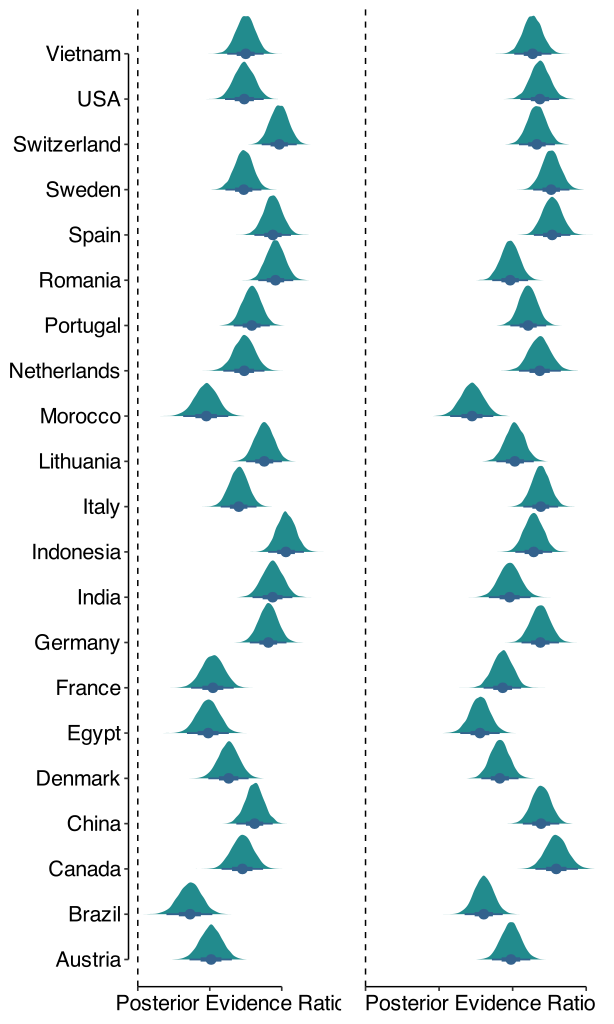 Vietnam
USA
Switzerland
Sweden
Spain
Romania
Portugal
Netherlands
Morocco
Lithuania
Italy
Indonesia
India
Germany
France
Egypt
Denmark
China
Canada
Brazil
Austria
Posterior Evidence Ratic Posterior Evidence Ratio